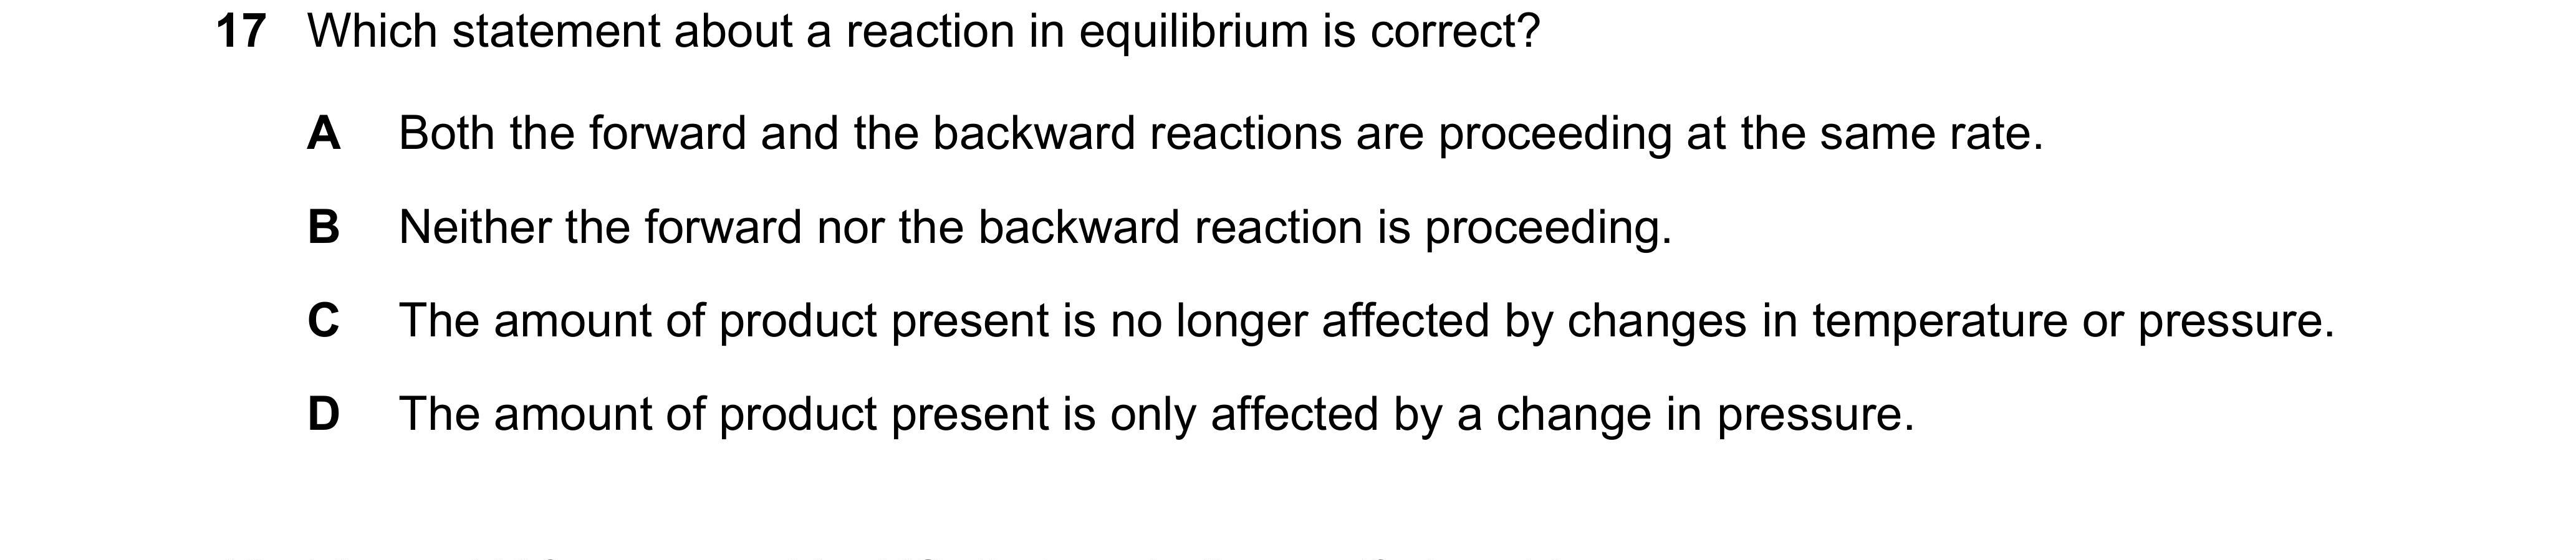 17 Which statement about a reaction in equilibrium is correct?
A Both the forward and the backward reactions are proceeding at the same rate.
B Neither the forward nor the backward reaction is proceeding.
C The amount of product present is no longer affected by changes in temperature or pressure.
D The amount of product present is only affected by a change in pressure.